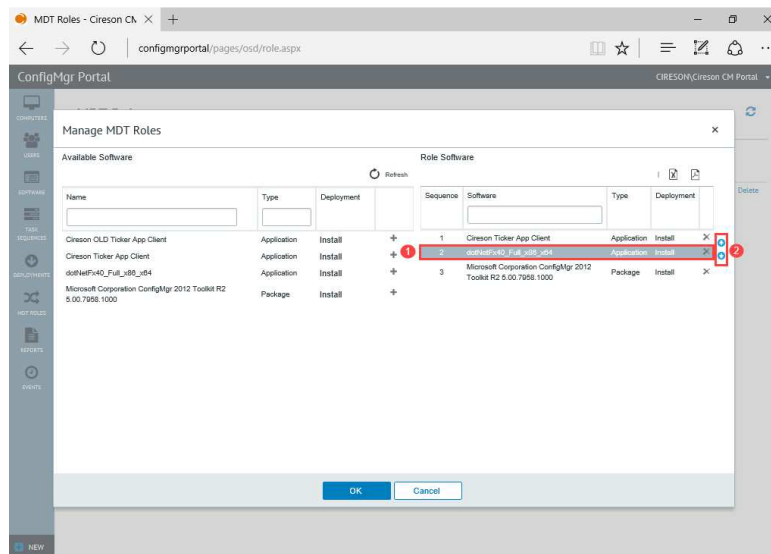 MDT Roles - Cireson CM
configmgrportal/pages/osd/role.aspx
ConfigMgr Portal
CIRESON\Cireson CM Portal
COMPUTERS
USERS
SOFTWARE
TASK
SEQUENCES
DEPLOYMENTS
MDT ROLES
REPORTS
EVENTS
NEW
Delete
Manage MDT Roles
Available Software
Refresh
Name Type Deployment
Cireson OLD Ticker App Client Application Install
Cireson Ticker App Client Application Install
dotNetFx40_Full_x86_x64 Application Install
Microsoft Corporation ConfigMgr 2012 Toolkit R2
5.00.7958.1000 Package Install
Role Software
Sequence Software Type Deployment
1 Cireson Ticker App Client Application Install
1 2 dotNetFx40_Full_x86_x64 Application Install 2
3 Microsoft Corporation ConfigMgr 2012
Toolkit R2 5.00.7958.1000 Package Install
OK Cancel